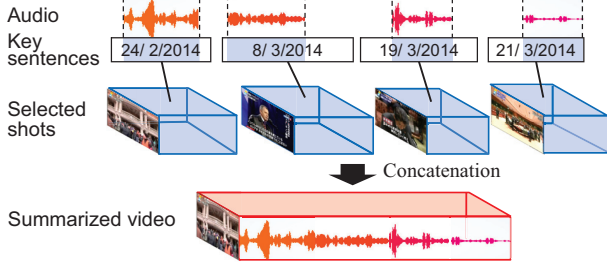 Audio
Key
sentences
24/ 2/2014
8/ 3/2014
19/ 3/2014
21/ 3/2014
Selected
shots
Concatenation
Summarized video